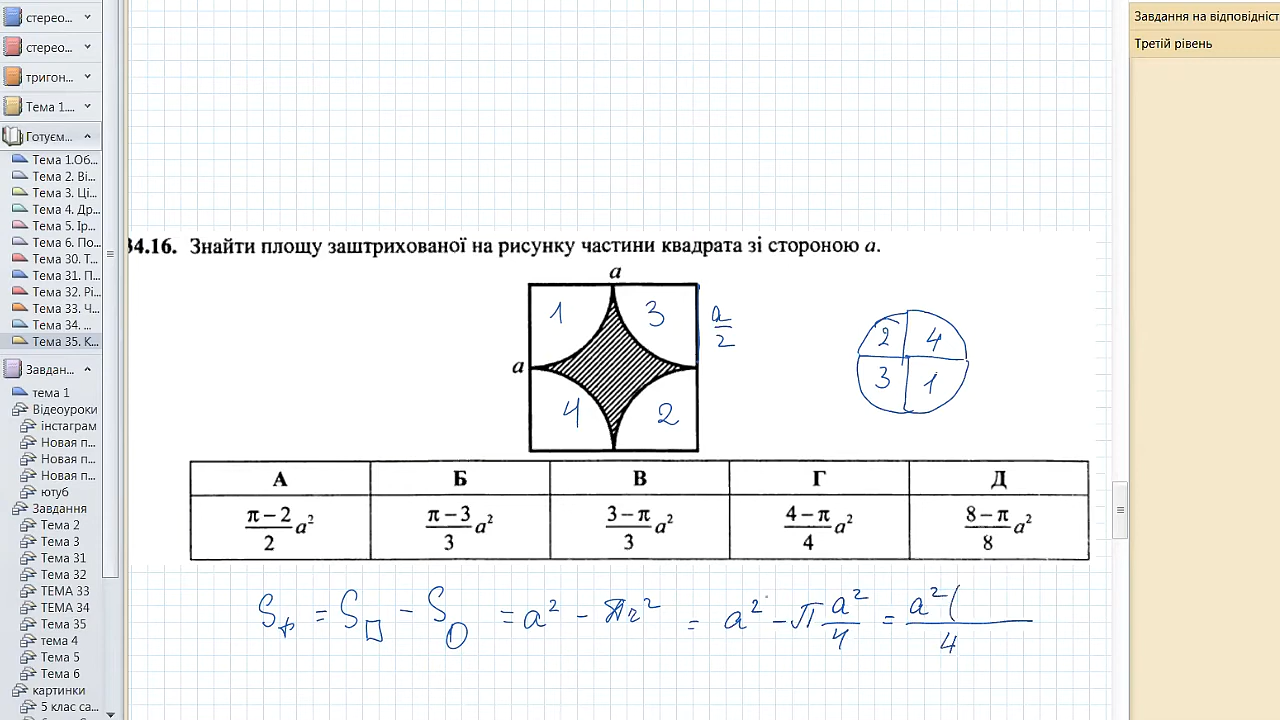 стерео...
стерео...
тригон...
Тема 1....
Готуєм...
Тема 1.Об...
Тема 2. Ві...
Тема 3. Ці...
Тема 4. Др...
Тема 5. Ір...
Тема 6. По...
Тема 30. Т...
Тема 31. П...
Тема 32. Рі...
Тема 33. Ч...
Тема 34. ...
Тема 35. К...
Завдан...
тема 1
Відеоуроки
інстаграм
Новая п...
Новая п...
Новая п...
ютуб
Завдання
Тема 2
Тема 3
Тема 31
Тема 32
ТЕМА 33
ТЕМА 34
Тема 35
тема 4
Тема 5
Тема 6
картинки
5 клас са...
34.16. Знайти площу заштрихованої на рисунку частини квадрата зі стороною a.
a
1 3 a/2
a
4 2
2 4
3 1
А Б В Г Д
(π − 2)/2 a² (π − 3)/3 a² (3 − π)/3 a² (4 − π)/4 a² (8 − π)/8 a²
Sф = S□ − S○ = a² − πr² = a² − π a²/4 = a²( /4
Завдання на відповідніст
Третій рівень